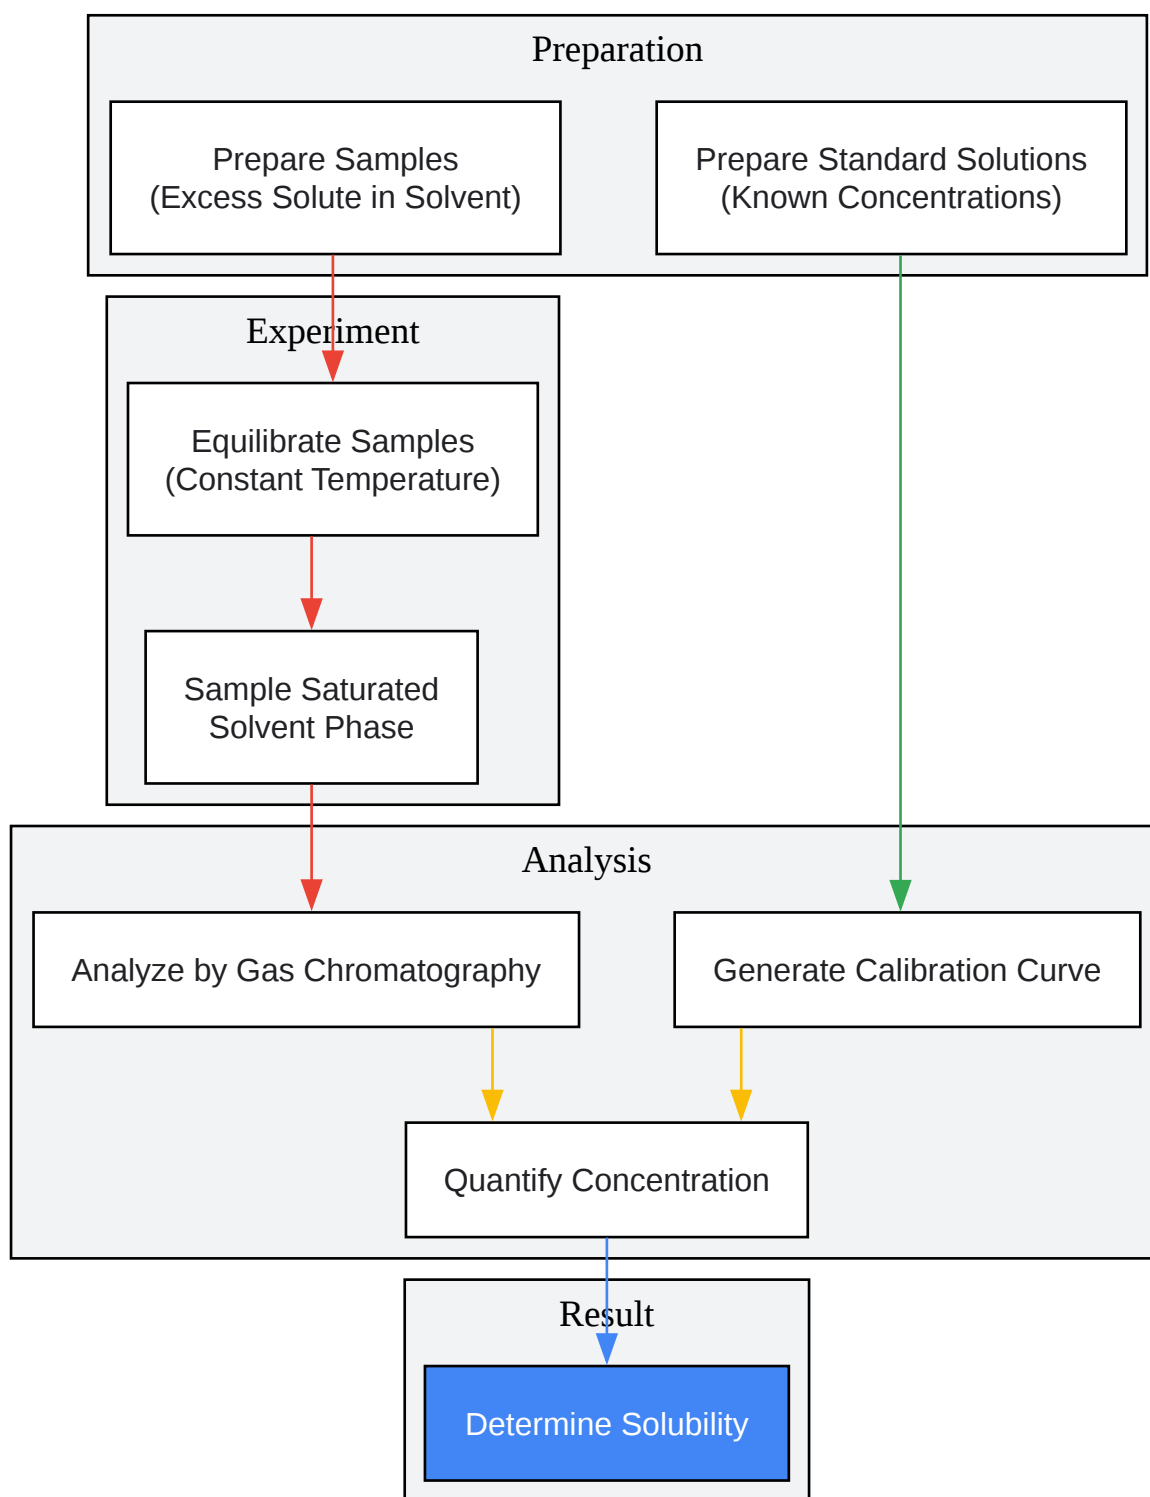 Preparation
Prepare Samples
(Excess Solute in Solvent)
Prepare Standard Solutions
(Known Concentrations)
Experiment
Equilibrate Samples
(Constant Temperature)
Sample Saturated
Solvent Phase
Analysis
Analyze by Gas Chromatography
Generate Calibration Curve
Quantify Concentration
Result
Determine Solubility